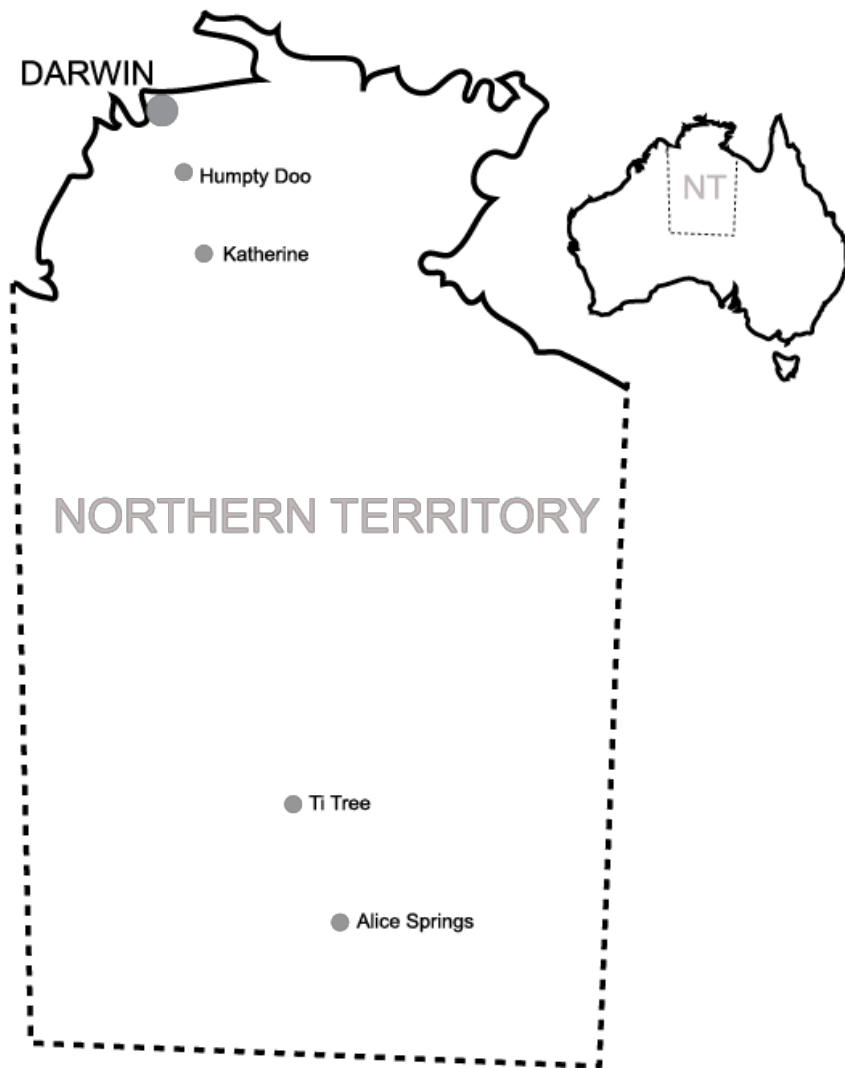 DARWIN
Humpty Doo
NT
Katherine
NORTHERN TERRITORY
Ti Tree
Alice Springs